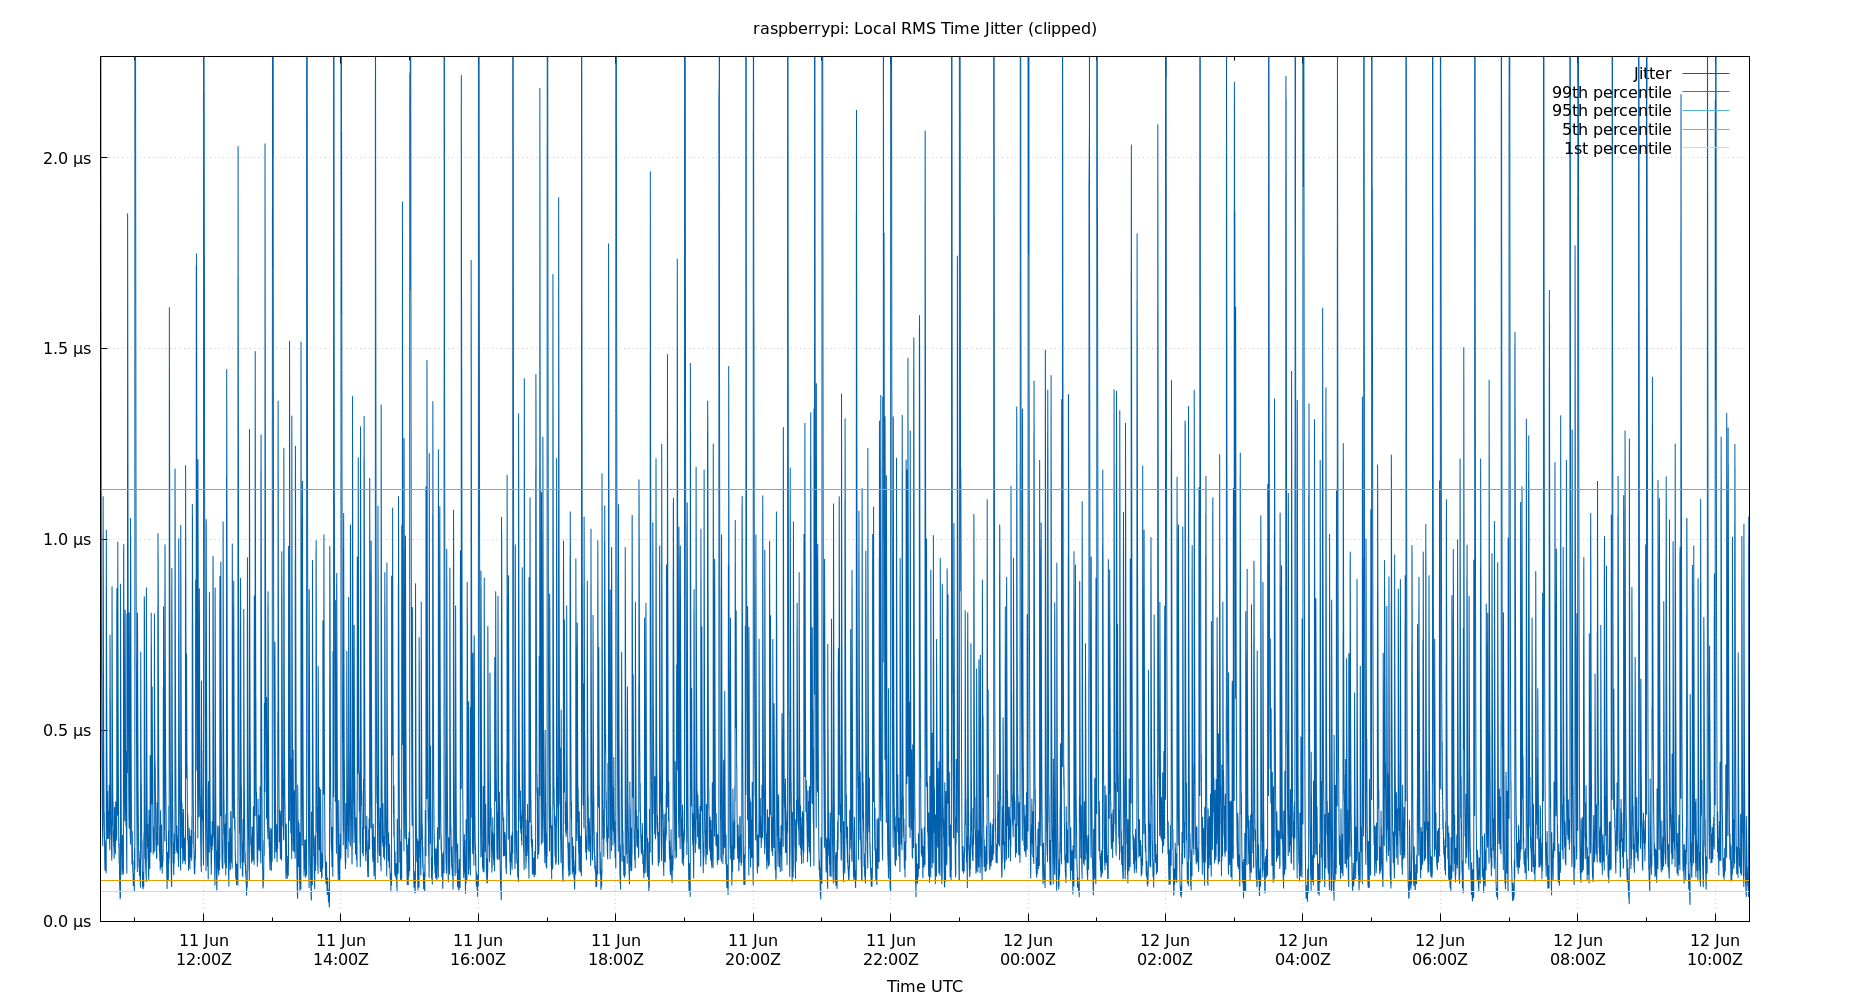 raspberrypi: Local RMS Time Jitter (clipped)
Jitter
99th percentile
95th percentile
5th percentile
1st percentile
2.0 µs
1.5 µs
1.0 µs
0.5 µs
0.0 µs
11 Jun 11 Jun 11 Jun 11 Jun 11 Jun 11 Jun 12 Jun 12 Jun 12 Jun 12 Jun 12 Jun 12 Jun
12:00Z 14:00Z 16:00Z 18:00Z 20:00Z 22:00Z 00:00Z 02:00Z 04:00Z 06:00Z 08:00Z 10:00Z
Time UTC